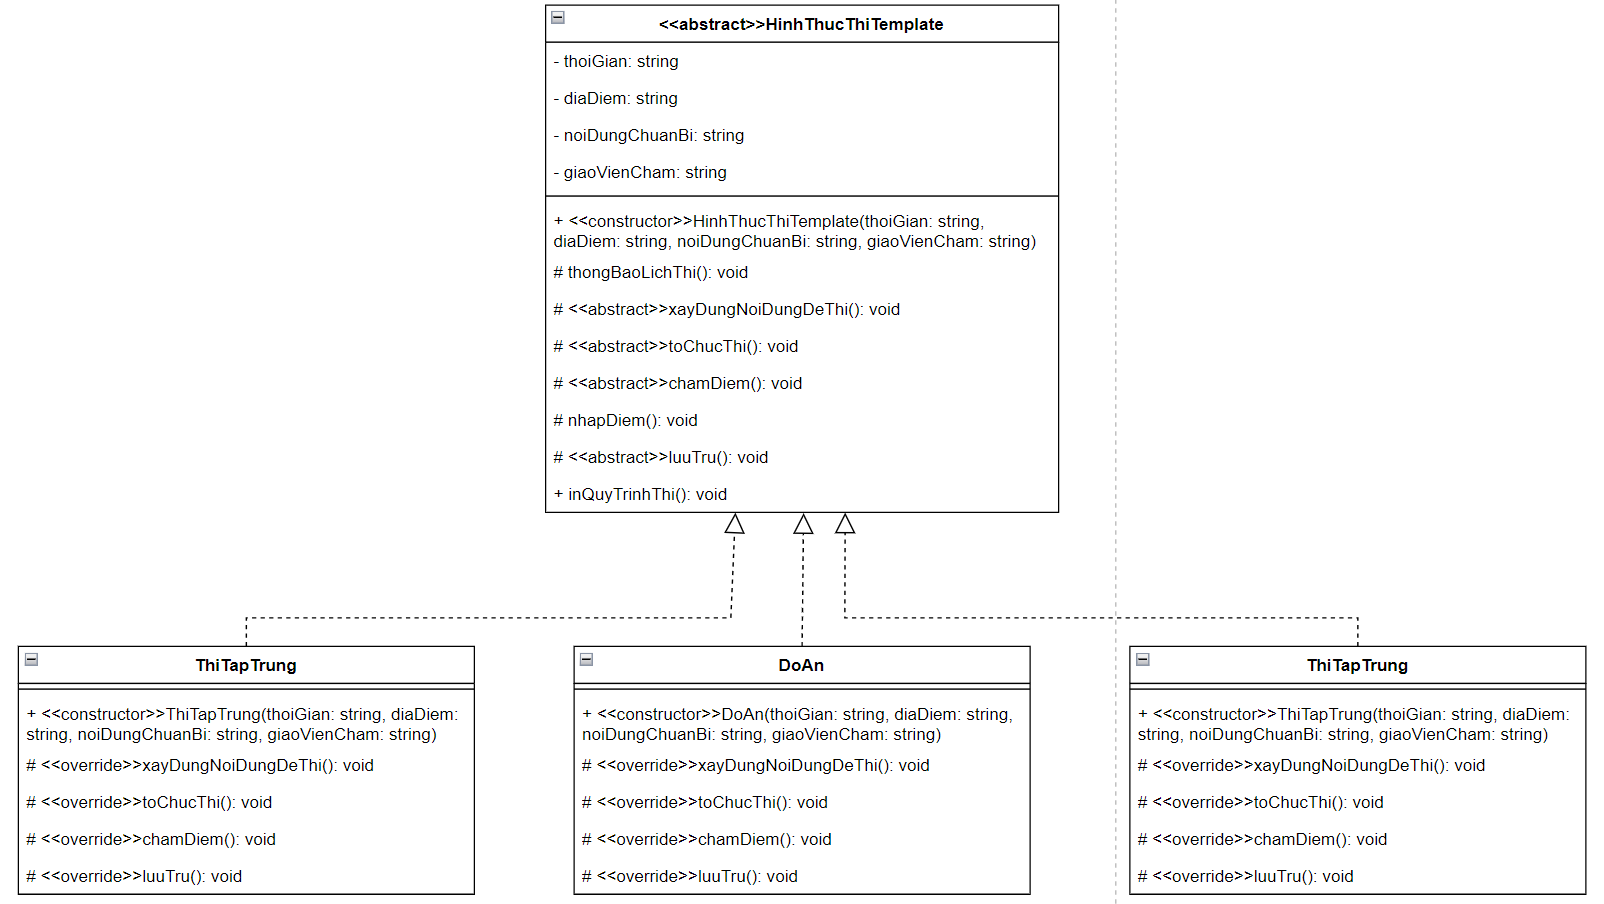 <<abstract>>HinhThucThiTemplate
- thoiGian: string
- diaDiem: string
- noiDungChuanBi: string
- giaoVienCham: string
+ <<constructor>>HinhThucThiTemplate(thoiGian: string,
diaDiem: string, noiDungChuanBi: string, giaoVienCham: string)
# thongBaoLichThi(): void
# <<abstract>>xayDungNoiDungDeThi(): void
# <<abstract>>toChucThi(): void
# <<abstract>>chamDiem(): void
# nhapDiem(): void
# <<abstract>>luuTru(): void
+ inQuyTrinhThi(): void
ThiTapTrung
+ <<constructor>>ThiTapTrung(thoiGian: string, diaDiem:
string, noiDungChuanBi: string, giaoVienCham: string)
# <<override>>xayDungNoiDungDeThi(): void
# <<override>>toChucThi(): void
# <<override>>chamDiem(): void
# <<override>>luuTru(): void
DoAn
+ <<constructor>>DoAn(thoiGian: string, diaDiem: string,
noiDungChuanBi: string, giaoVienCham: string)
# <<override>>xayDungNoiDungDeThi(): void
# <<override>>toChucThi(): void
# <<override>>chamDiem(): void
# <<override>>luuTru(): void
ThiTapTrung
+ <<constructor>>ThiTapTrung(thoiGian: string, diaDiem:
string, noiDungChuanBi: string, giaoVienCham: string)
# <<override>>xayDungNoiDungDeThi(): void
# <<override>>toChucThi(): void
# <<override>>chamDiem(): void
# <<override>>luuTru(): void